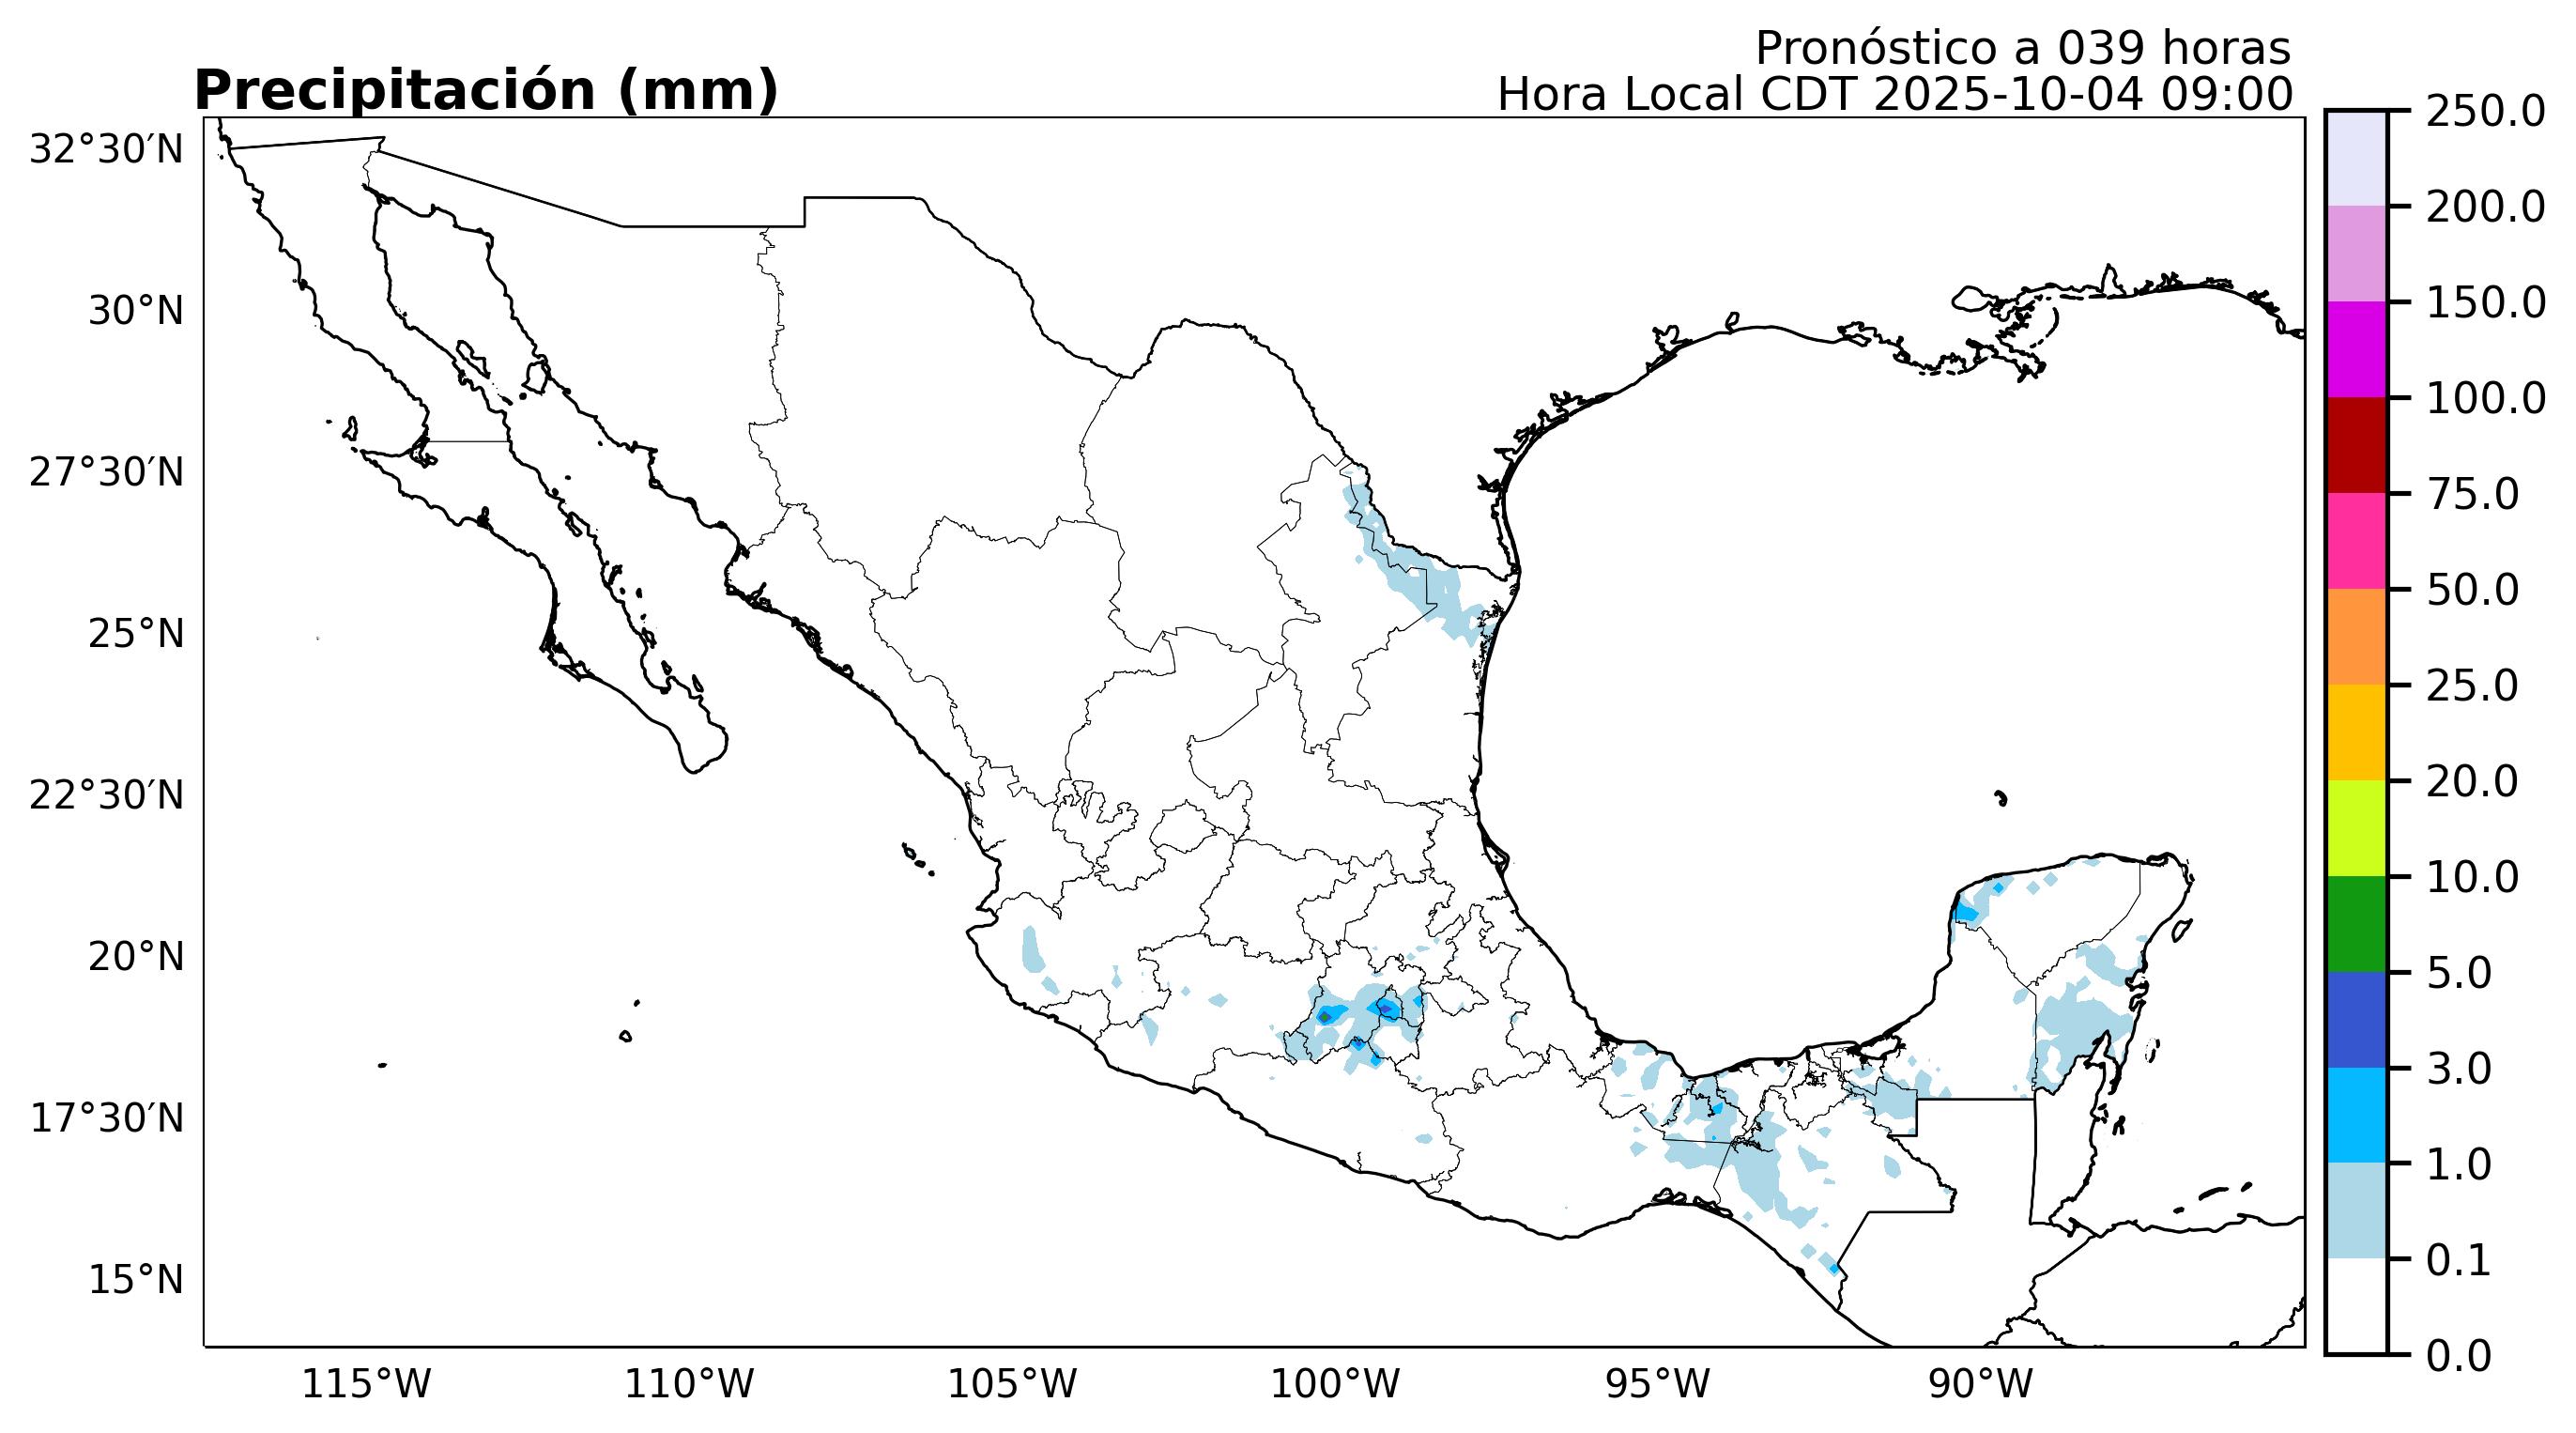 Pronóstico a 039 horas
Precipitación (mm)
Hora Local CDT 2025-10-04 09:00
32°30′N
30°N
27°30′N
25°N
22°30′N
20°N
17°30′N
15°N
115°W
110°W
105°W
100°W
95°W
90°W
250.0
200.0
150.0
100.0
75.0
50.0
25.0
20.0
10.0
5.0
3.0
1.0
0.1
0.0